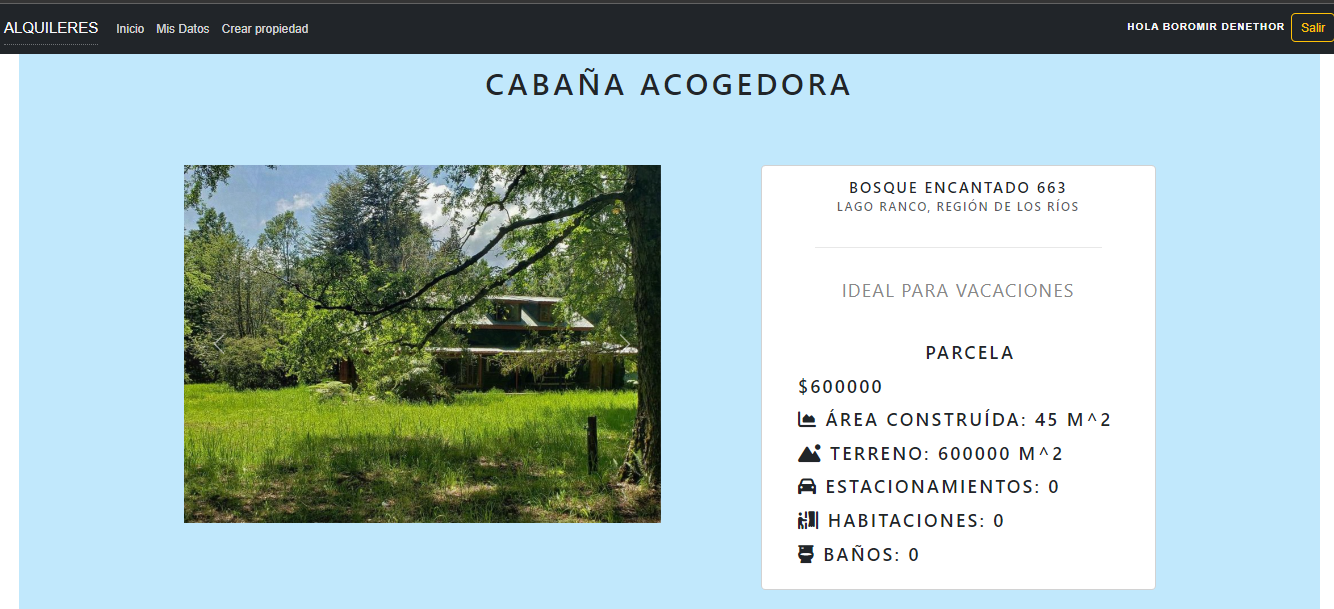 ALQUILERES Inicio Mis Datos Crear propiedad HOLA BOROMIR DENETHOR Salir
CABAÑA ACOGEDORA
BOSQUE ENCANTADO 663
LAGO RANCO, REGIÓN DE LOS RÍOS
IDEAL PARA VACACIONES
PARCELA
$600000
ÁREA CONSTRUÍDA: 45 M^2
TERRENO: 600000 M^2
ESTACIONAMIENTOS: 0
HABITACIONES: 0
BAÑOS: 0